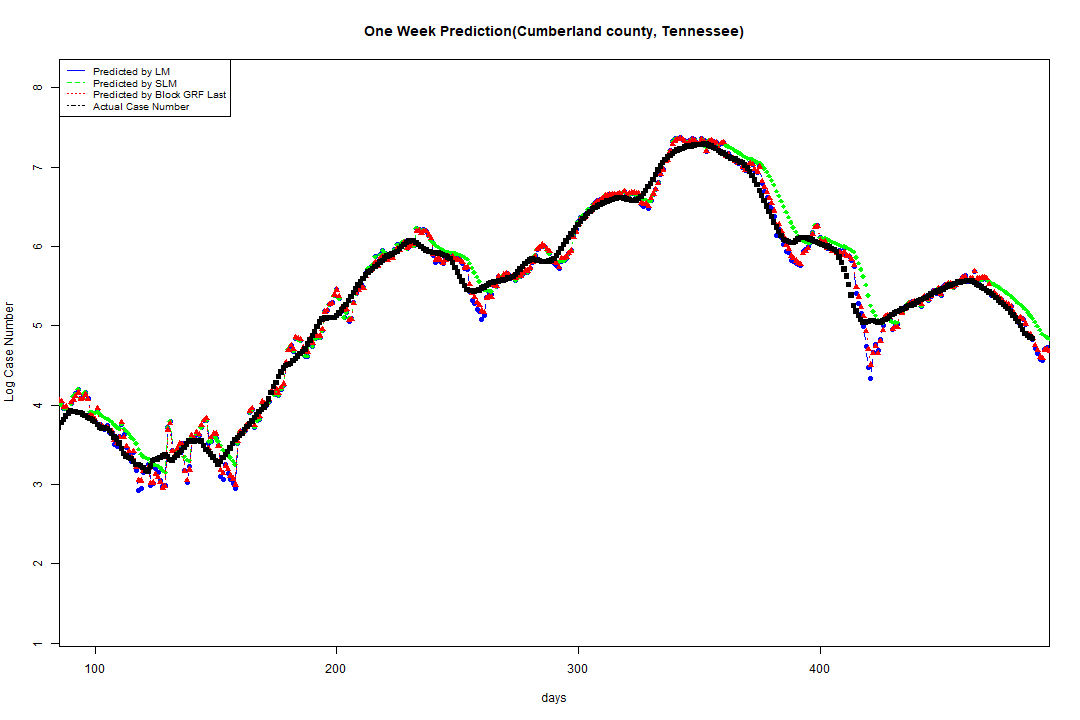 One Week Prediction(Cumberland county, Tennessee)
Predicted by LM
Predicted by SLM
Predicted by Block GRF Last
Actual Case Number
8
7
6
5
4
3
2
1
Log Case Number
100 200 300 400
days